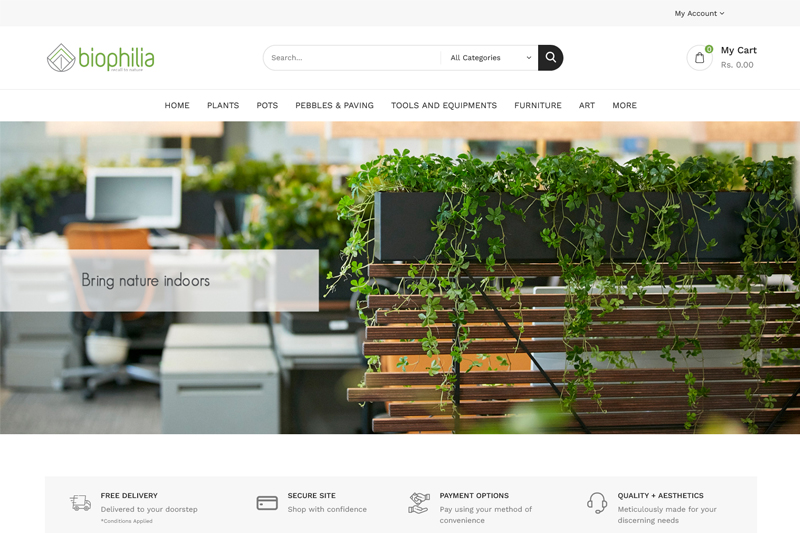 My Account
biophilia
Search...
All Categories
0
My Cart
Rs. 0.00
HOME
PLANTS
POTS
PEBBLES & PAVING
TOOLS AND EQUIPMENTS
FURNITURE
ART
MORE
Bring nature indoors
FREE DELIVERY
Delivered to your doorstep
*Conditions Applied
SECURE SITE
Shop with confidence
PAYMENT OPTIONS
Pay using your method of
convenience
QUALITY + AESTHETICS
Meticulously made for your
discerning needs